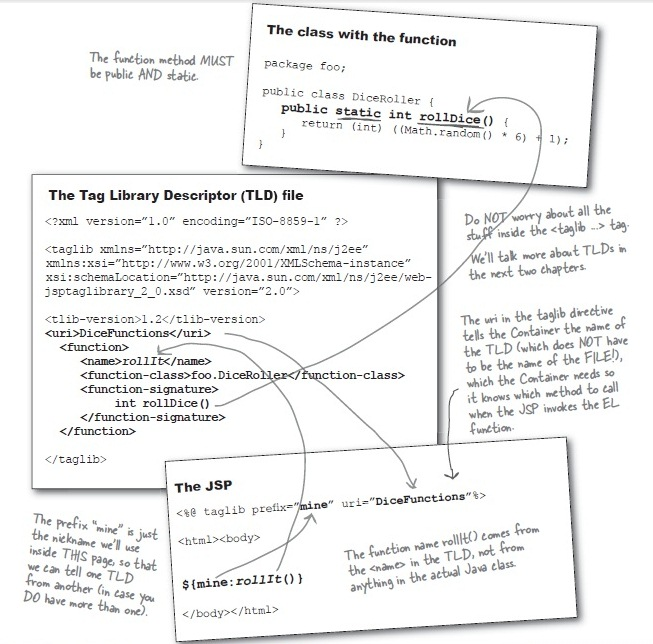 The class with the function
package foo;
public class DiceRoller {
public static int rollDice() {
return (int) ((Math.random() * 6) + 1);
}
}
The function method MUST
be public AND static.
The Tag Library Descriptor (TLD) file
<?xml version="1.0" encoding="ISO-8859-1" ?>
<taglib xmlns="http://java.sun.com/xml/ns/j2ee"
xmlns:xsi="http://www.w3.org/2001/XMLSchema-instance"
xsi:schemaLocation="http://java.sun.com/xml/ns/j2ee/web-
jsptaglibrary_2_0.xsd" version="2.0">
<tlib-version>1.2</tlib-version>
<uri>DiceFunctions</uri>
<function>
<name>rollIt</name>
<function-class>foo.DiceRoller</function-class>
<function-signature>
int rollDice()
</function-signature>
</function>
</taglib>
Do NOT worry about all the
stuff inside the <taglib ...> tag.
We'll talk more about TLDs in
the next two chapters.
The uri in the taglib directive
tells the Container the name of
the TLD (which does NOT have
to be the name of the FILE!),
which the Container needs so
it knows which method to call
when the JSP invokes the EL
function.
The JSP
<%@ taglib prefix="mine" uri="DiceFunctions"%>
<html><body>
${mine:rollIt()}
</body></html>
The function name rollIt() comes from
the <name> in the TLD, not from
anything in the actual Java class.
The prefix "mine" is just
the nickname we'll use
inside THIS page, so that
we can tell one TLD
from another (in case you
DO have more than one).